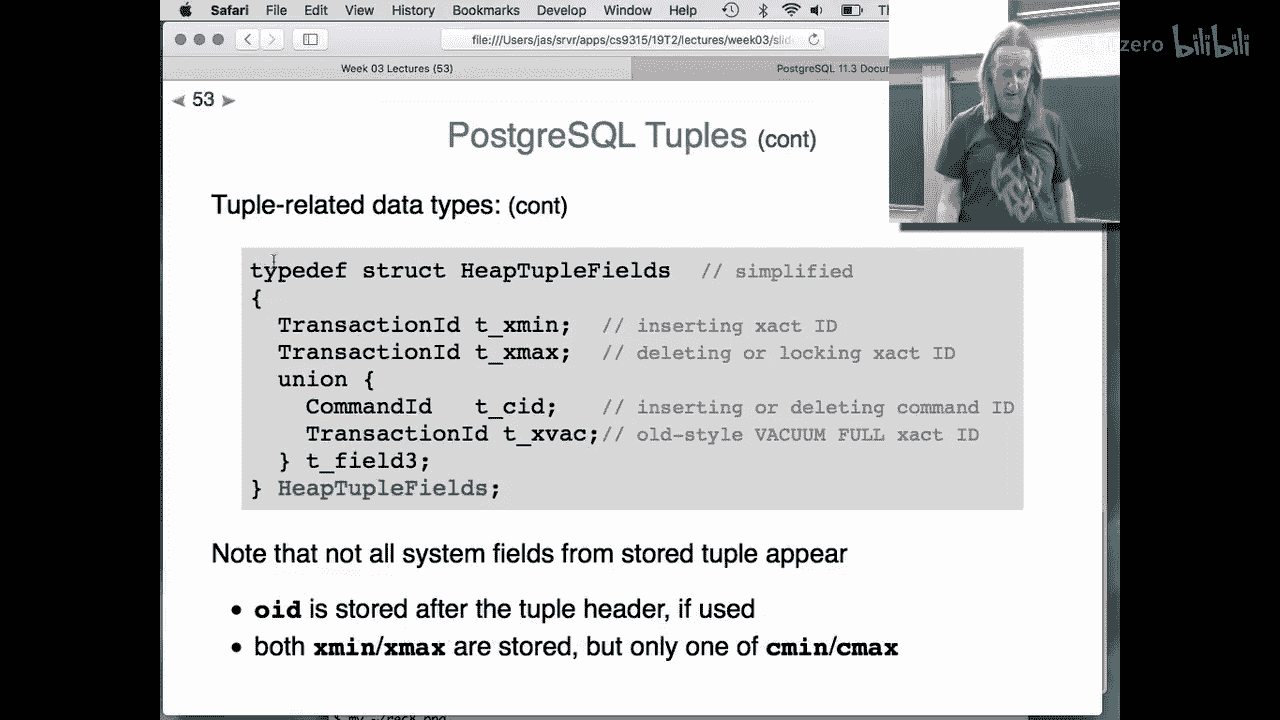 Safari File Edit View History Bookmarks Develop Window Help
file:///Users/jas/srvr/apps/cs9315/19T2/lectures/week03/slid
zero bilibili
Week 03 Lectures (53)
PostgreSQL 11.3 Docu
53
PostgreSQL Tuples (cont)
Tuple-related data types: (cont)
typedef struct HeapTupleFields // simplified
{
TransactionId t_xmin; // inserting xact ID
TransactionId t_xmax; // deleting or locking xact ID
union {
CommandId t_cid; // inserting or deleting command ID
TransactionId t_xvac;// old-style VACUUM FULL xact ID
} t_field3;
} HeapTupleFields;
Note that not all system fields from stored tuple appear
• oid is stored after the tuple header, if used
• both xmin/xmax are stored, but only one of cmin/cmax